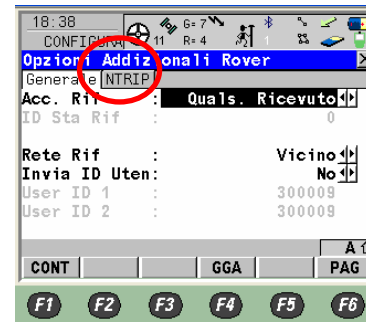 18:38
CONFIGURA 11 G= 7 R= 4 1
Opzioni Addizionali Rover X
Generale NTRIP
Acc. Rif : Quals. Ricevuto
ID Sta Rif : 0
Rete Rif : Vicino
Invia ID Uten: No
User ID 1 : 300009
User ID 2 : 300009
A
CONT GGA PAG
F1 F2 F3 F4 F5 F6